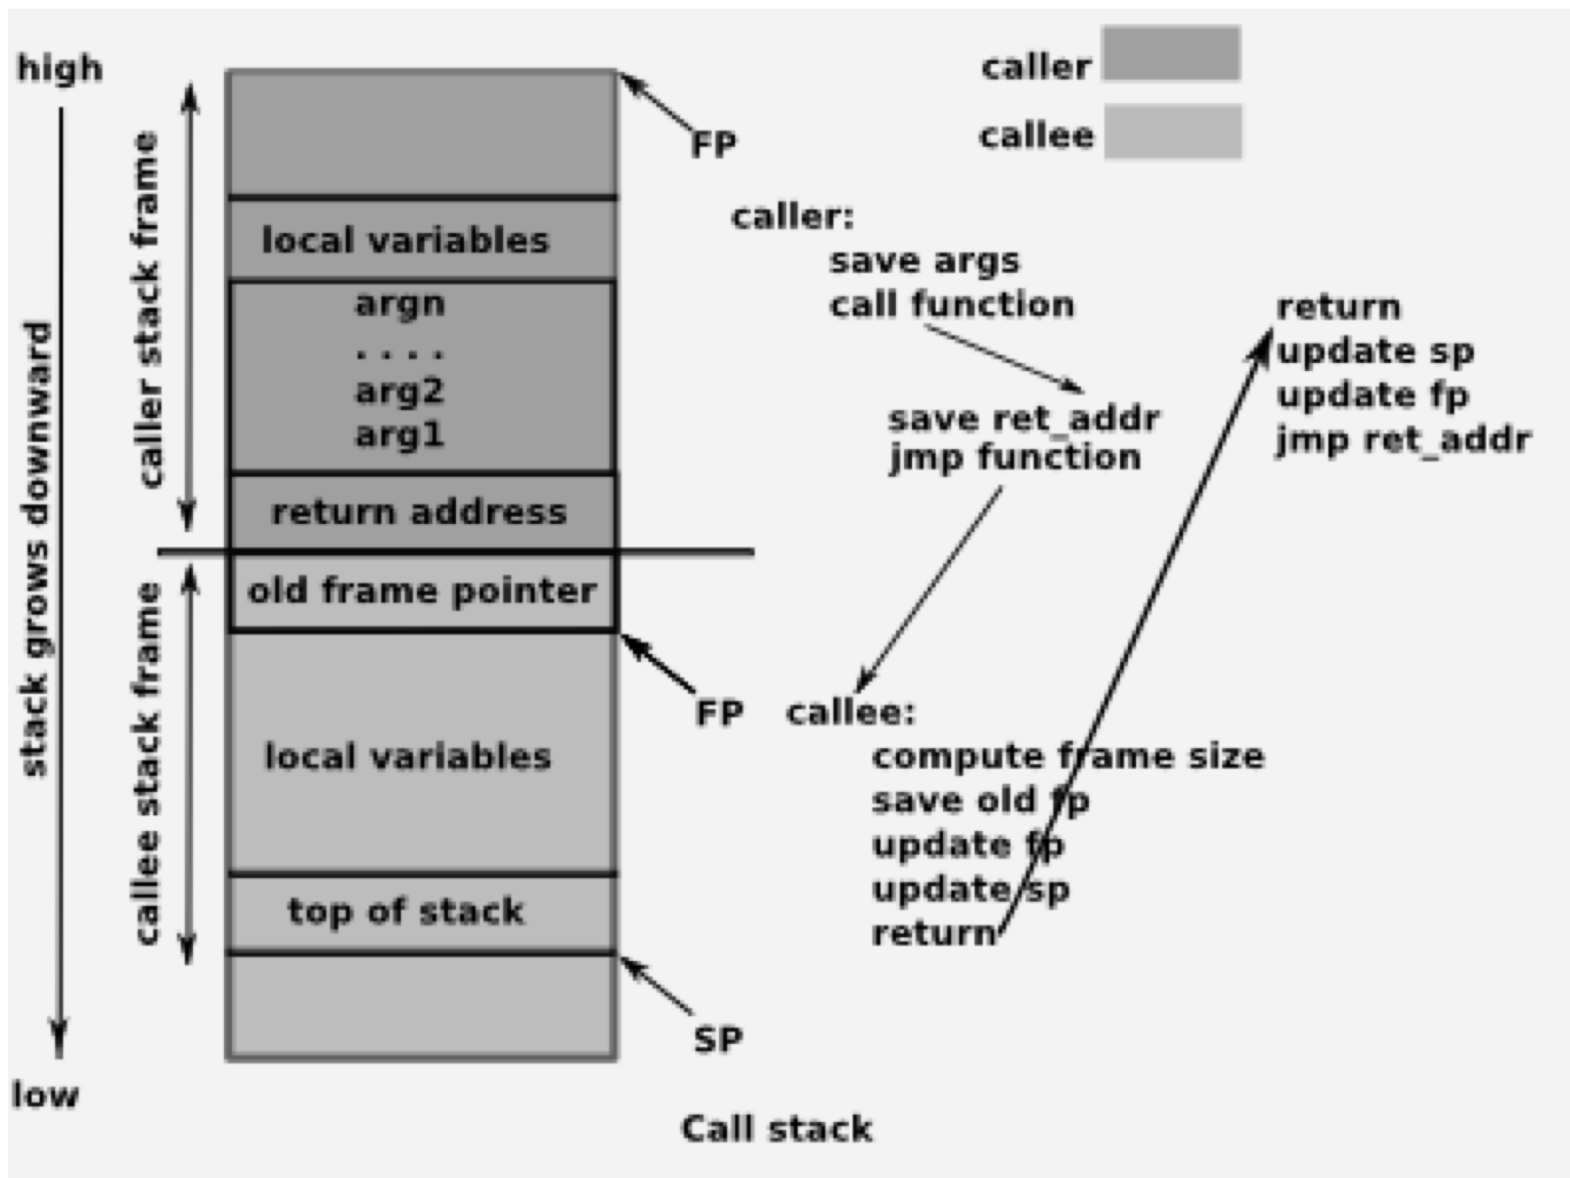 high
caller
callee
FP
caller:
save args
call function
save ret_addr
jmp function
return
update sp
update fp
jmp ret_addr
stack grows downward
caller stack frame
local variables
argn
. . . .
arg2
arg1
return address
callee stack frame
old frame pointer
FP
local variables
top of stack
SP
callee:
compute frame size
save old fp
update fp
update sp
return
low
Call stack